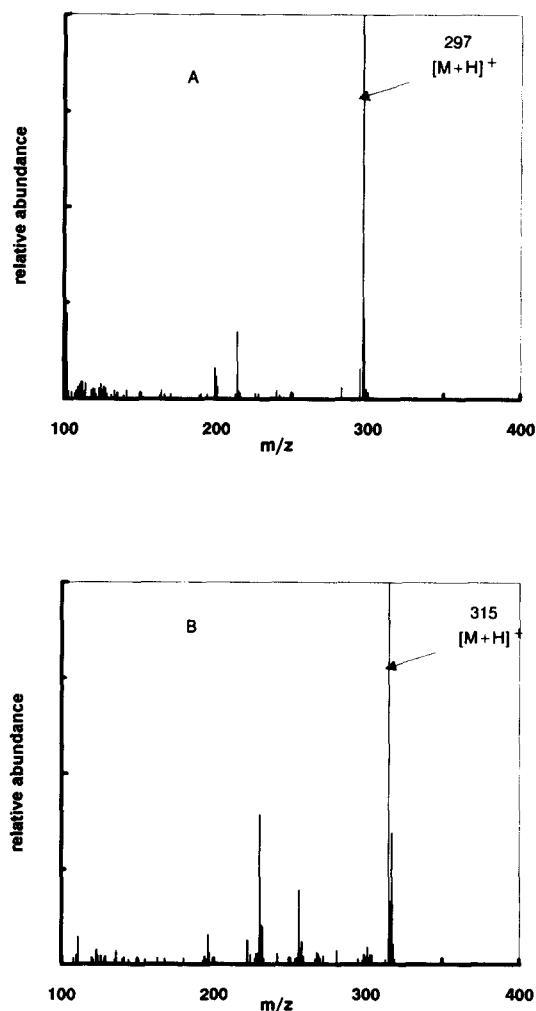 297
[M+H]+
A
relative abundance
100 200 300 400
m/z
315
[M+H]+
B
relative abundance
100 200 300 400
m/z